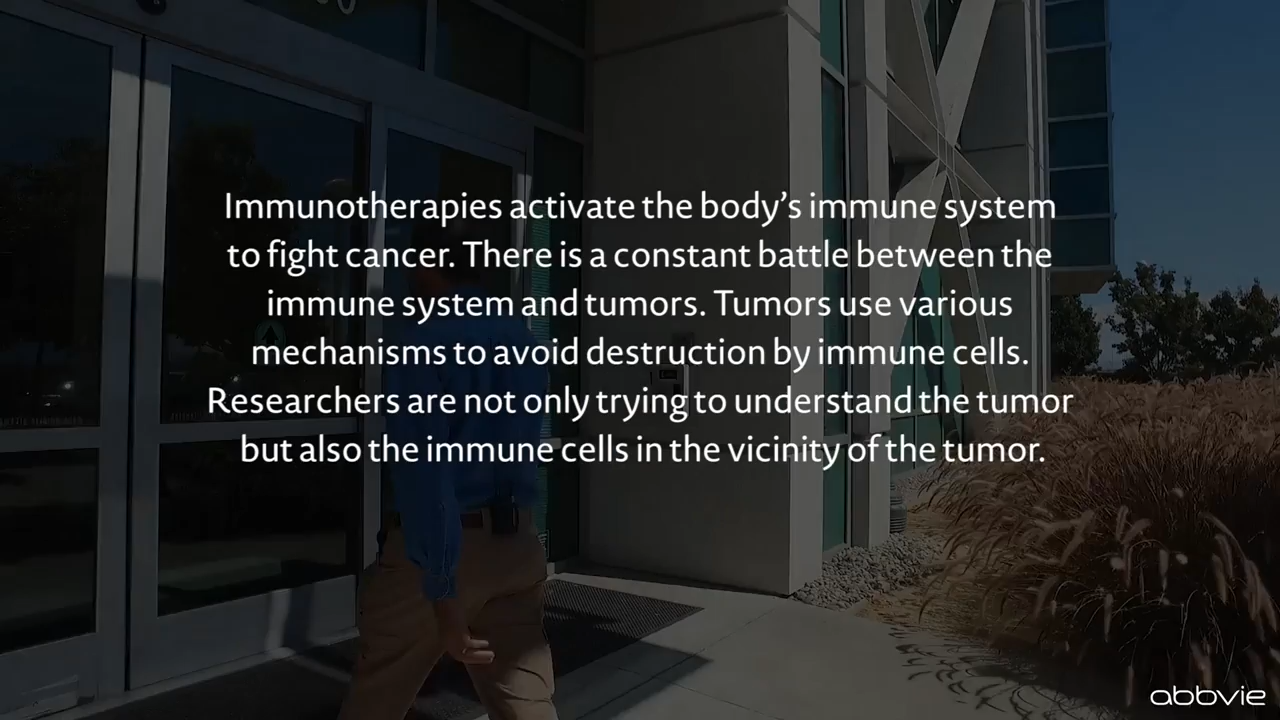 Immunotherapies activate the body’s immune system
to fight cancer. There is a constant battle between the
immune system and tumors. Tumors use various
mechanisms to avoid destruction by immune cells.
Researchers are not only trying to understand the tumor
but also the immune cells in the vicinity of the tumor.
abbvie